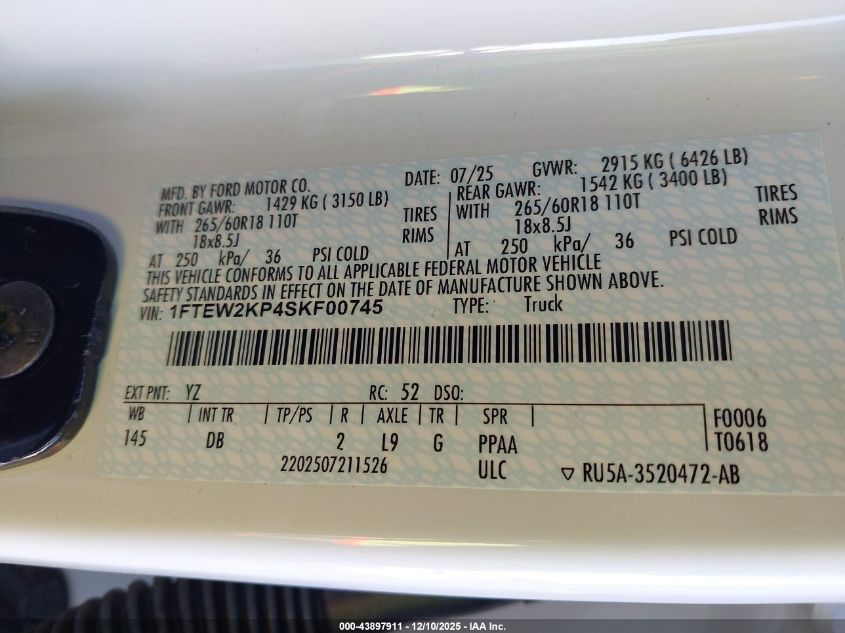 MFD. BY FORD MOTOR CO.
DATE: 07/25 GVWR: 2915 KG ( 6426 LB)
FRONT GAWR: 1429 KG ( 3150 LB)
WITH 265/60R18 110T TIRES
18x8.5J RIMS
AT 250 kPa/ 36 PSI COLD
REAR GAWR: 1542 KG ( 3400 LB)
WITH 265/60R18 110T TIRES
18x8.5J RIMS
AT 250 kPa/ 36 PSI COLD
THIS VEHICLE CONFORMS TO ALL APPLICABLE FEDERAL MOTOR VEHICLE
SAFETY STANDARDS IN EFFECT ON THE DATE OF MANUFACTURE SHOWN ABOVE.
VIN: 1FTEW2KP4SKF00745 TYPE: Truck
EXT PNT: YZ RC: 52 DSO:
WB INT TR TP/PS R AXLE TR SPR F0006
145 DB 2 L9 G PPAA T0618
2202507211526 ULC ▽ RU5A-3520472-AB
000-43897911 - 12/10/2025 - IAA Inc.